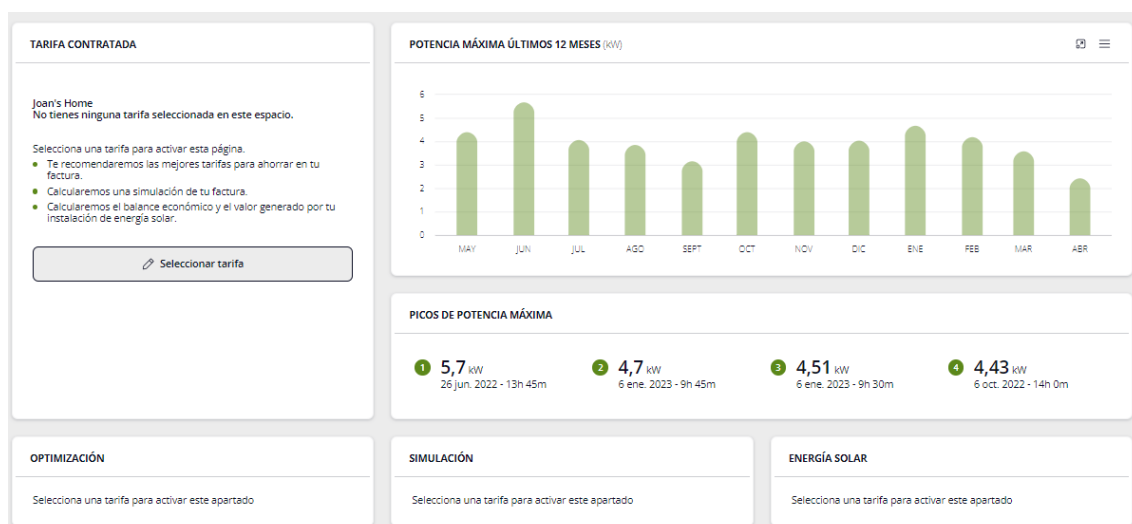 TARIFA CONTRATADA
Joan's Home
No tienes ninguna tarifa seleccionada en este espacio.
Selecciona una tarifa para activar esta página.
Te recomendaremos las mejores tarifas para ahorrar en tu
factura.
Calcularemos una simulación de tu factura.
Calcularemos el balance económico y el valor generado por tu
instalación de energía solar.
Seleccionar tarifa
POTENCIA MÁXIMA ÚLTIMOS 12 MESES (kW)
6
5
4
3
2
1
0
MAY JUN JUL AGO SEPT OCT NOV DIC ENE FEB MAR ABR
PICOS DE POTENCIA MÁXIMA
1 5,7 kW 2 4,7 kW 3 4,51 kW 4 4,43 kW
26 jun. 2022 - 13h 45m 6 ene. 2023 - 9h 45m 6 ene. 2023 - 9h 30m 6 oct. 2022 - 14h 0m
OPTIMIZACIÓN
Selecciona una tarifa para activar este apartado
SIMULACIÓN
Selecciona una tarifa para activar este apartado
ENERGÍA SOLAR
Selecciona una tarifa para activar este apartado